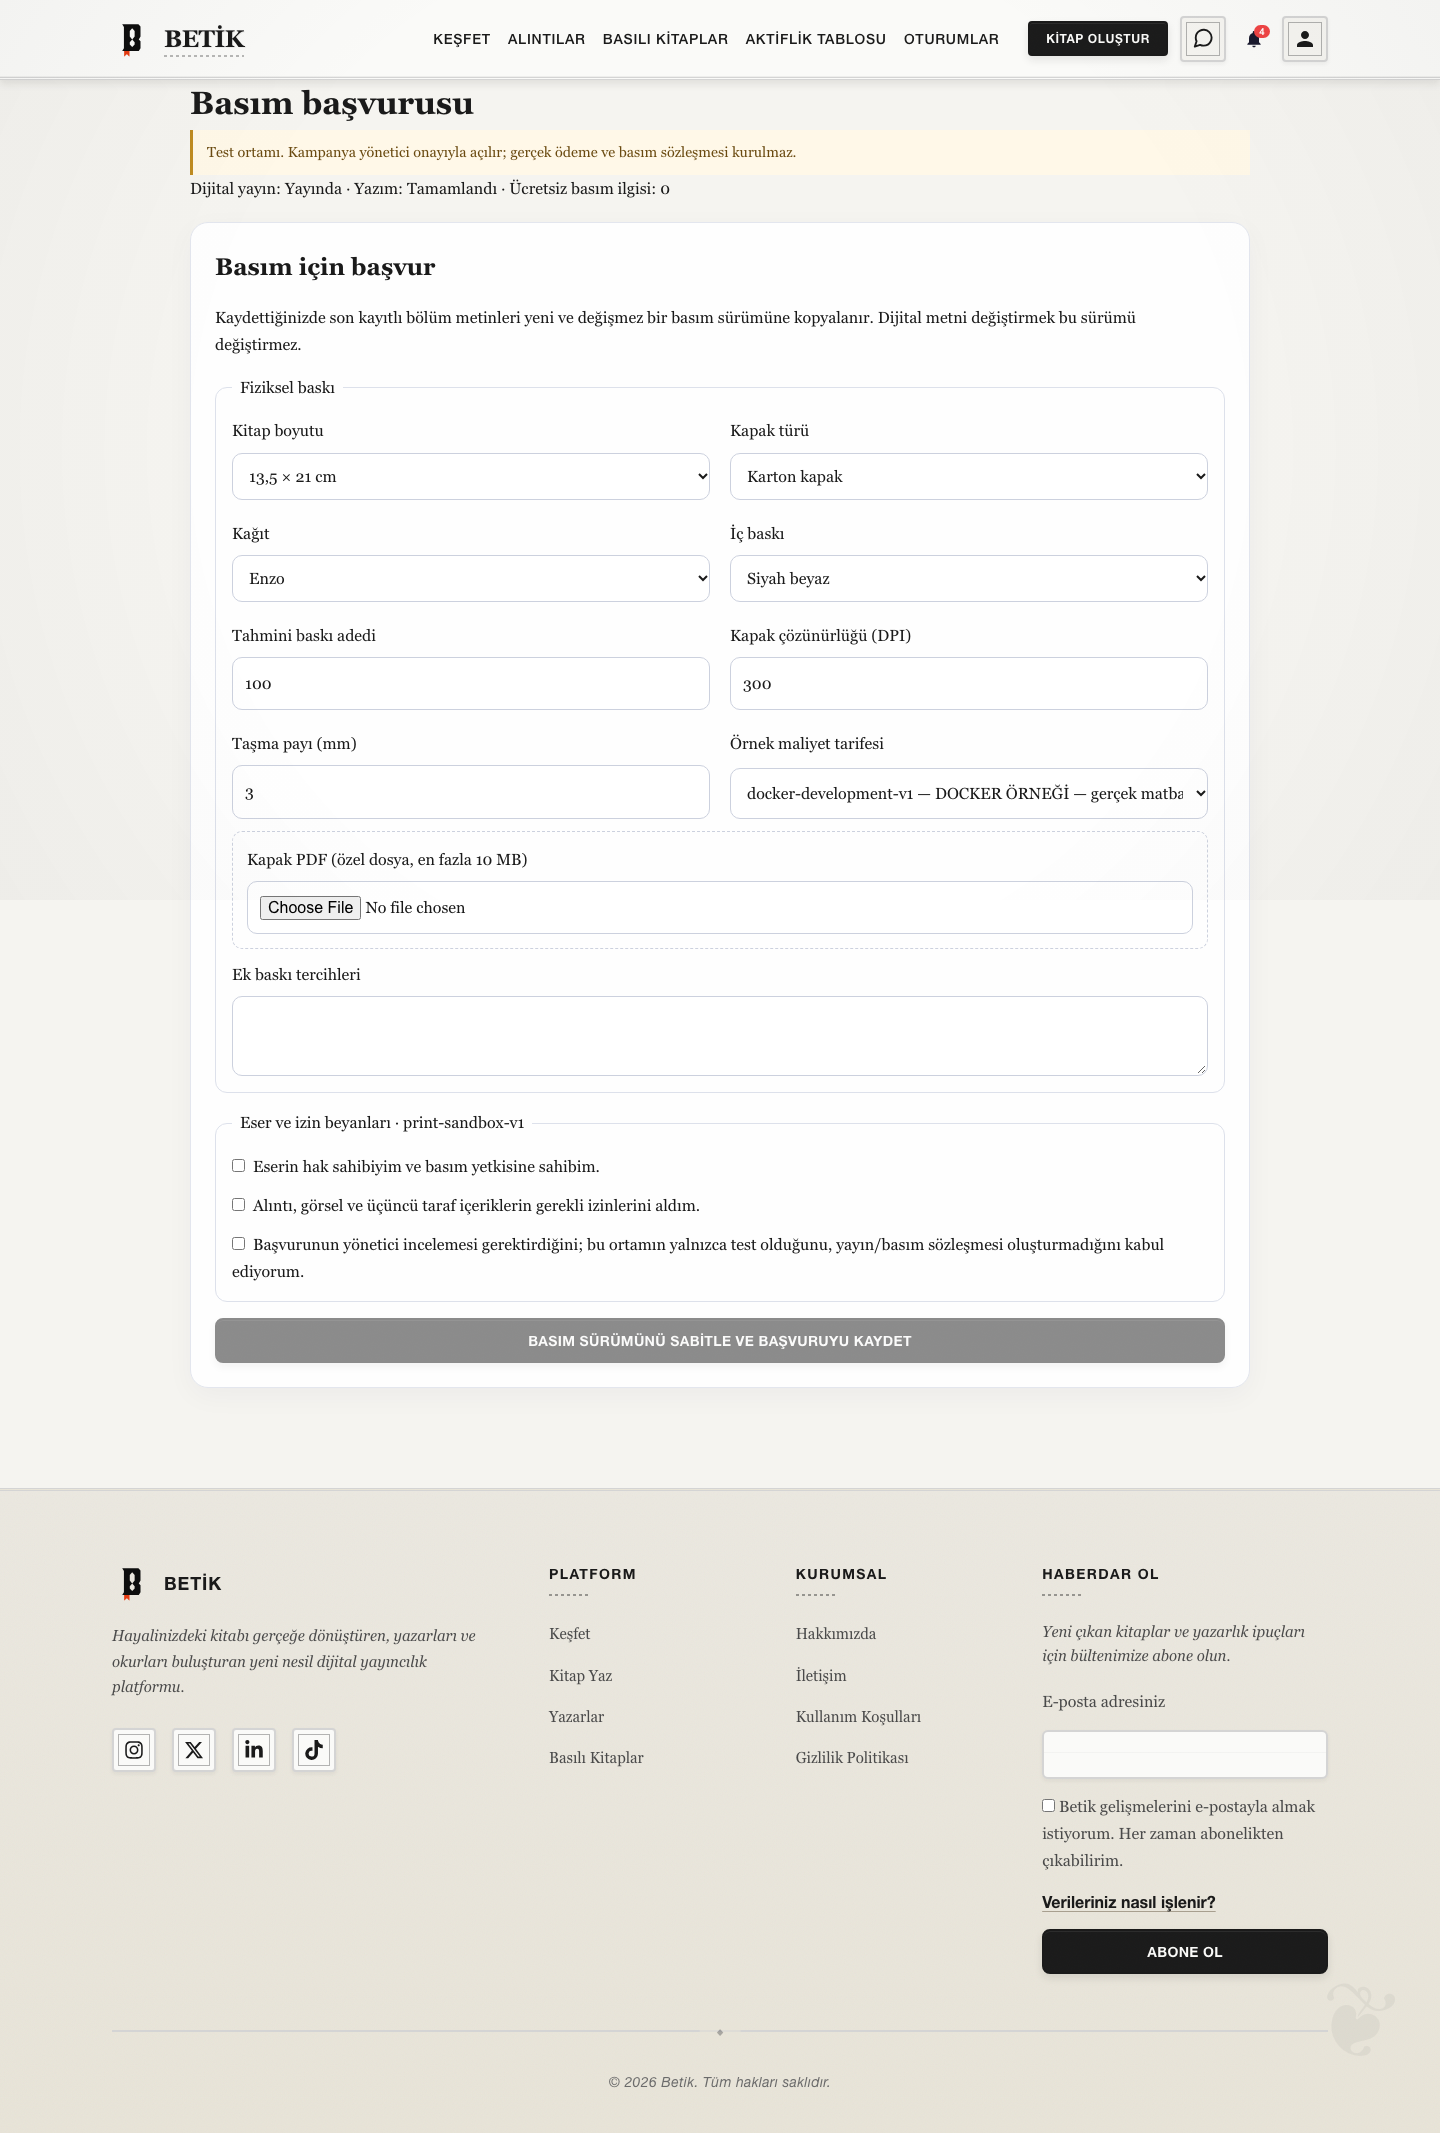 BETİK
KEŞFET ALINTILAR BASILI KİTAPLAR AKTİFLİK TABLOSU OTURUMLAR KİTAP OLUŞTUR 4
Basım başvurusu
Test ortamı. Kampanya yönetici onayıyla açılır; gerçek ödeme ve basım sözleşmesi kurulmaz.
Dijital yayın: Yayında · Yazım: Tamamlandı · Ücretsiz basım ilgisi: 0
Basım için başvur
Kaydettiğinizde son kayıtlı bölüm metinleri yeni ve değişmez bir basım sürümüne kopyalanır. Dijital metni değiştirmek bu sürümü
değiştirmez.
Fiziksel baskı
Kitap boyutu Kapak türü
13,5 × 21 cm Karton kapak
Kağıt İç baskı
Enzo Siyah beyaz
Tahmini baskı adedi Kapak çözünürlüğü (DPI)
100 300
Taşma payı (mm) Örnek maliyet tarifesi
3 docker-development-v1 — DOCKER ÖRNEĞİ — gerçek matba
Kapak PDF (özel dosya, en fazla 10 MB)
Choose File No file chosen
Ek baskı tercihleri
Eser ve izin beyanları · print-sandbox-v1
Eserin hak sahibiyim ve basım yetkisine sahibim.
Alıntı, görsel ve üçüncü taraf içeriklerin gerekli izinlerini aldım.
Başvurunun yönetici incelemesi gerektirdiğini; bu ortamın yalnızca test olduğunu, yayın/basım sözleşmesi oluşturmadığını kabul
ediyorum.
BASIM SÜRÜMÜNÜ SABİTLE VE BAŞVURUYU KAYDET
BETİK
Hayalinizdeki kitabı gerçeğe dönüştüren, yazarları ve
okurları buluşturan yeni nesil dijital yayıncılık
platformu.
PLATFORM
Keşfet
Kitap Yaz
Yazarlar
Basılı Kitaplar
KURUMSAL
Hakkımızda
İletişim
Kullanım Koşulları
Gizlilik Politikası
HABERDAR OL
Yeni çıkan kitaplar ve yazarlık ipuçları
için bültenimize abone olun.
E-posta adresiniz
Betik gelişmelerini e-postayla almak
istiyorum. Her zaman abonelikten
çıkabilirim.
Verileriniz nasıl işlenir?
ABONE OL
© 2026 Betik. Tüm hakları saklıdır.